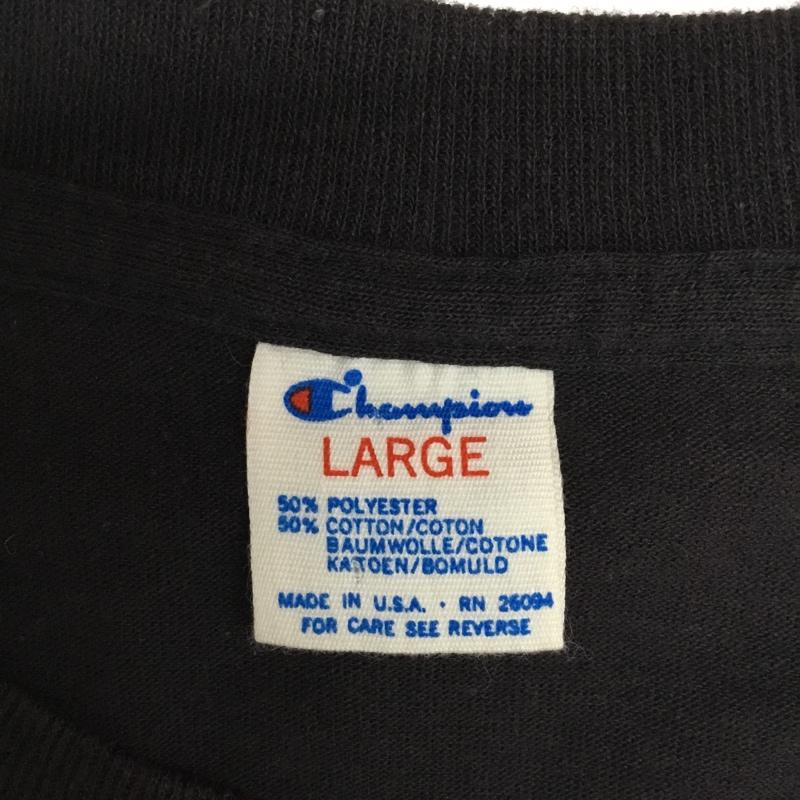 Champion
LARGE
50% POLYESTER
50% COTTON/COTON
BAUMWOLLE/COTONE
KATOEN/BOMULD
MADE IN U.S.A. · RN 26094
FOR CARE SEE REVERSE